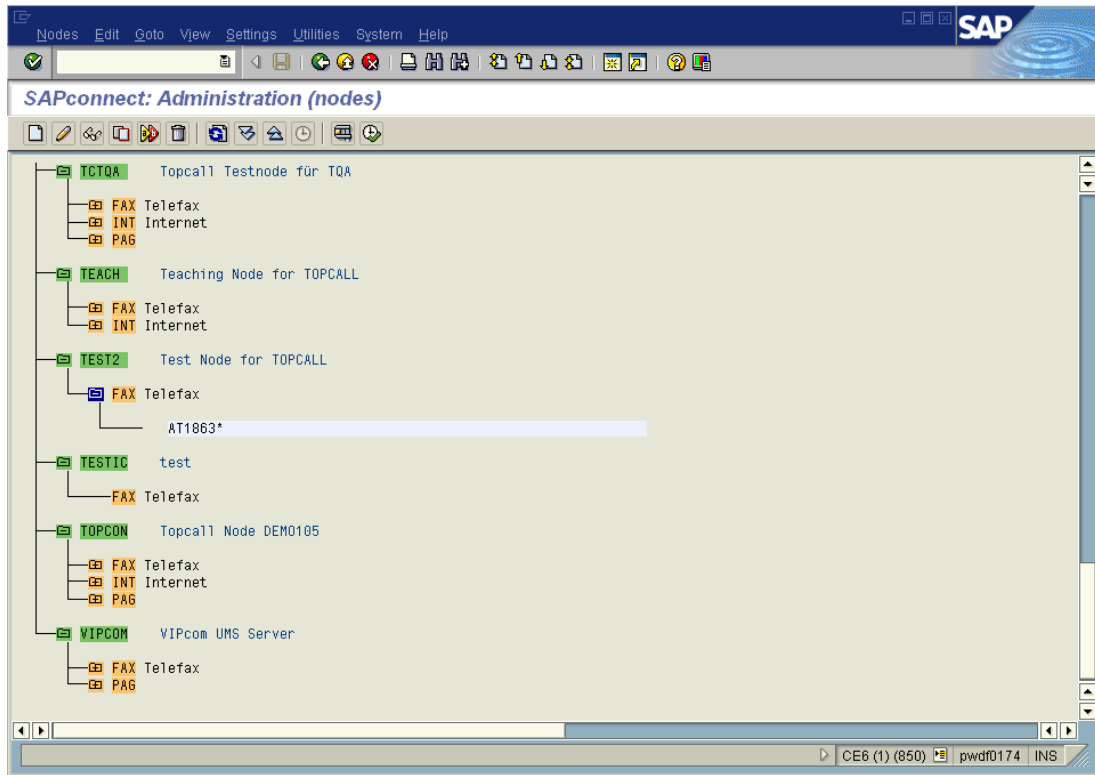 Nodes Edit Goto View Settings Utilities System Help
SAP
SAPconnect: Administration (nodes)
TCTQA Topcall Testnode für TQA
FAX Telefax
INT Internet
PAG
TEACH Teaching Node for TOPCALL
FAX Telefax
INT Internet
TEST2 Test Node for TOPCALL
FAX Telefax
AT1863*
TESTIC test
FAX Telefax
TOPCON Topcall Node DEMO105
FAX Telefax
INT Internet
PAG
VIPCOM VIPcom UMS Server
FAX Telefax
PAG
CE6 (1) (850) pwdf0174 INS